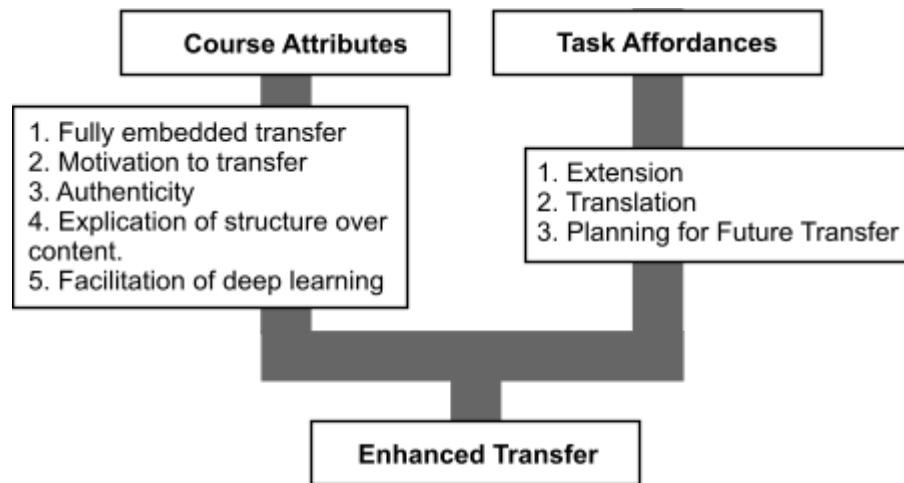 Course Attributes
1. Fully embedded transfer
2. Motivation to transfer
3. Authenticity
4. Explication of structure over
content.
5. Facilitation of deep learning
Task Affordances
1. Extension
2. Translation
3. Planning for Future Transfer
Enhanced Transfer